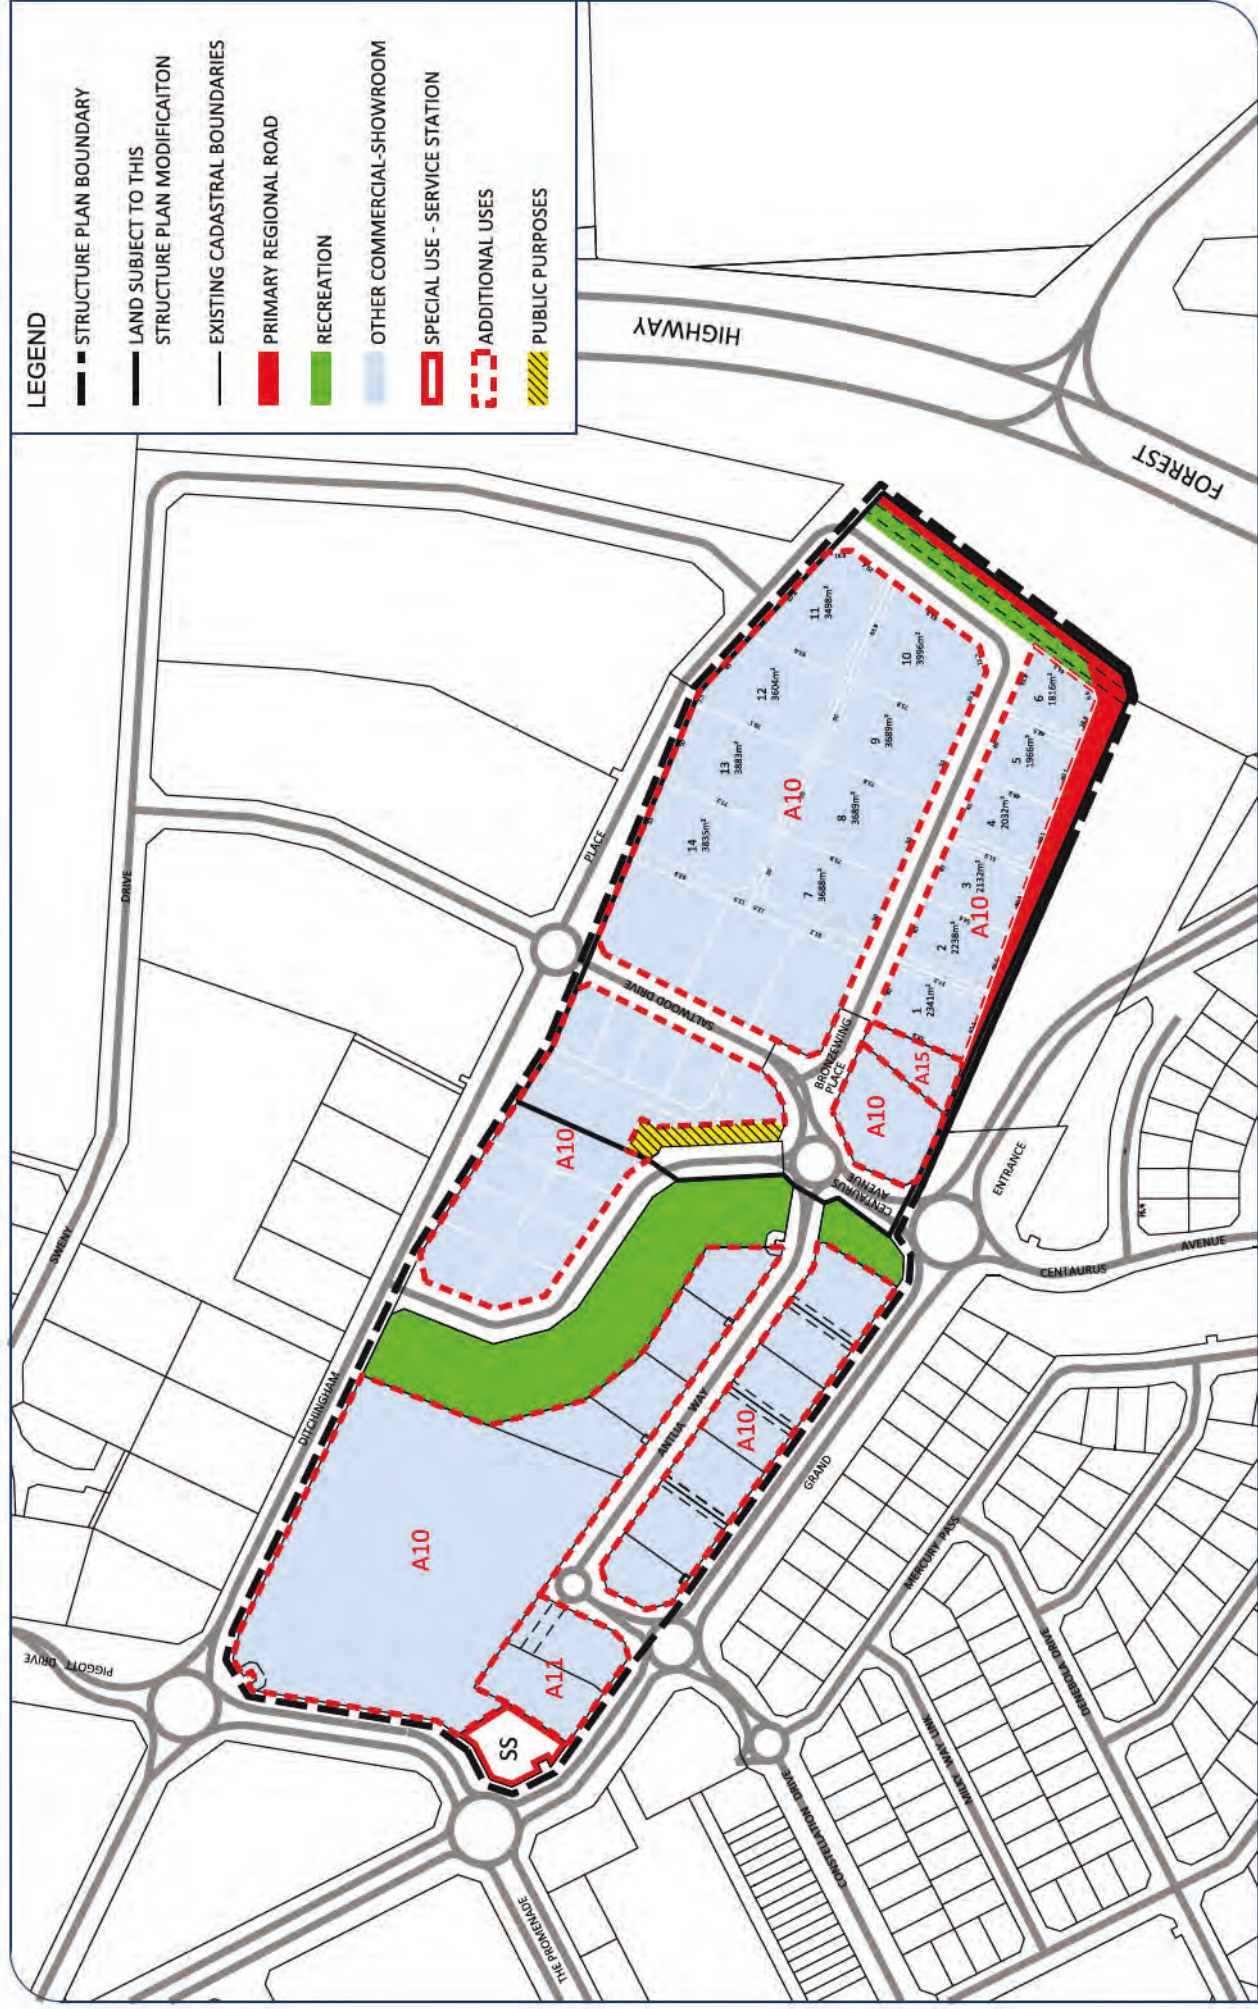 LEGEND
STRUCTURE PLAN BOUNDARY
LAND SUBJECT TO THIS
STRUCTURE PLAN MODIFICAITON
EXISTING CADASTRAL BOUNDARIES
PRIMARY REGIONAL ROAD
RECREATION
OTHER COMMERCIAL-SHOWROOM
SPECIAL USE - SERVICE STATION
ADDITIONAL USES
PUBLIC PURPOSES
PIGGOTT DRIVE
SWENY
DRIVE
DITCHINGHAM
PLACE
HIGHWAY
FORREST
THE PROMENADE
SS
A11
A10
A10
ANTLIA WAY
A10
SALTWOOD DRIVE
BRONZEWING
PLACE
CENTAURUS
AVENUE
A10
A15
A10
A10
14
3835m²
13
3883m²
12
3604m²
11
3498m²
7
3688m²
8
3689m²
9
3689m²
10
3996m²
1
2341m²
2
2238m²
3
2132m²
4
2032m²
5
1966m²
6
1816m²
GRAND
ENTRANCE
CENTAURUS
AVENUE
MERCURY PASS
DENEBOLA DRIVE
MILKY WAY LINK
CONSTELLATION DRIVE